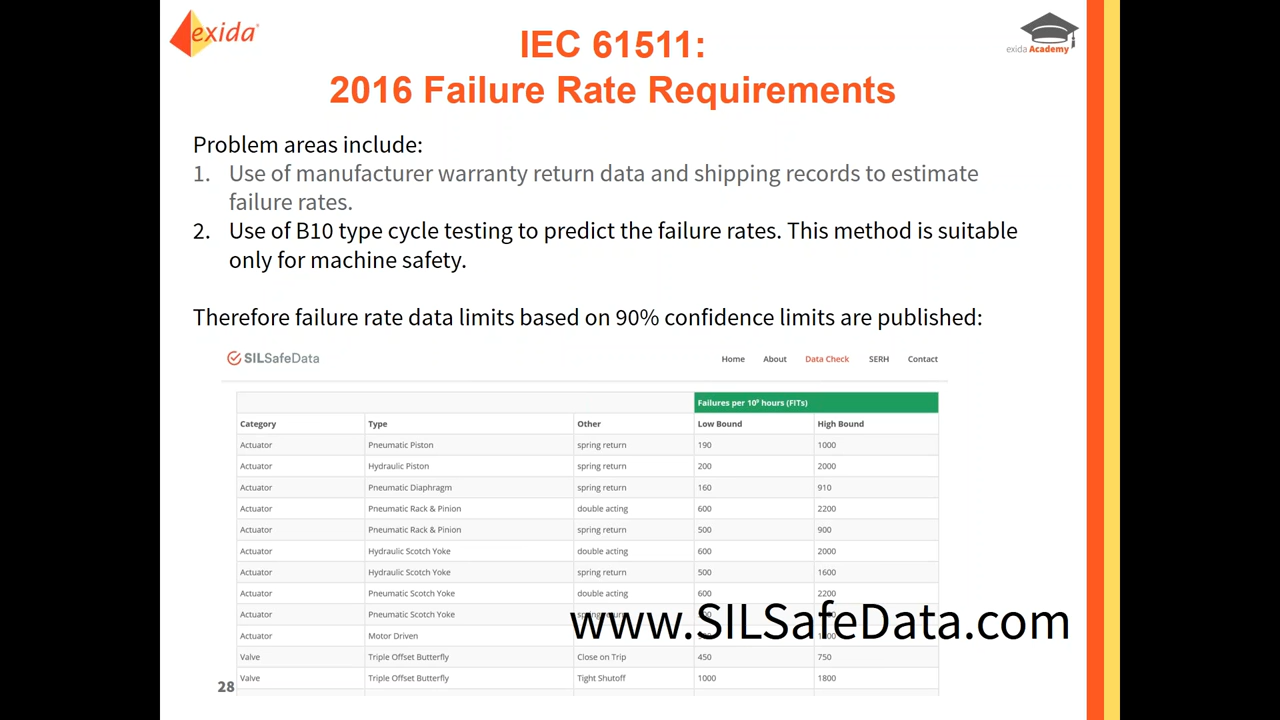 exida
exida Academy
IEC 61511:
2016 Failure Rate Requirements
Problem areas include:
1. Use of manufacturer warranty return data and shipping records to estimate
failure rates.
2. Use of B10 type cycle testing to predict the failure rates. This method is suitable
only for machine safety.
Therefore failure rate data limits based on 90% confidence limits are published:
SILSafeData Home About Data Check SERH Contact
Failures per 10⁹ hours (FITs)
Category Type Other Low Bound High Bound
Actuator Pneumatic Piston spring return 190 1000
Actuator Hydraulic Piston spring return 200 2000
Actuator Pneumatic Diaphragm spring return 160 910
Actuator Pneumatic Rack & Pinion double acting 600 2200
Actuator Pneumatic Rack & Pinion spring return 500 900
Actuator Hydraulic Scotch Yoke double acting 600 2000
Actuator Hydraulic Scotch Yoke spring return 500 1600
Actuator Pneumatic Scotch Yoke double acting 600 2200
Actuator Pneumatic Scotch Yoke
www.SILSafeData.com
Actuator Motor Driven
Valve Triple Offset Butterfly Close on Trip 450 750
Valve Triple Offset Butterfly Tight Shutoff 1000 1800
28